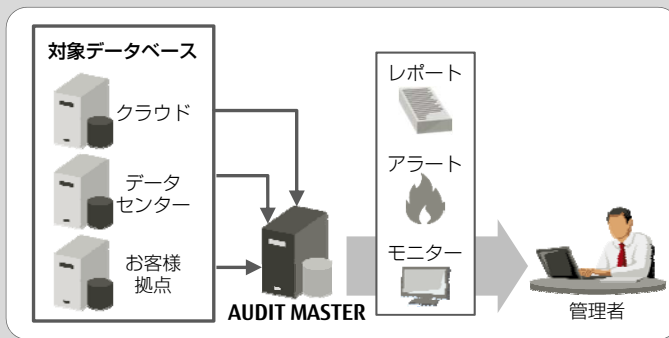 対象データベース
クラウド
データ
センター
お客様
拠点
AUDIT MASTER
レポート
アラート
モニター
管理者